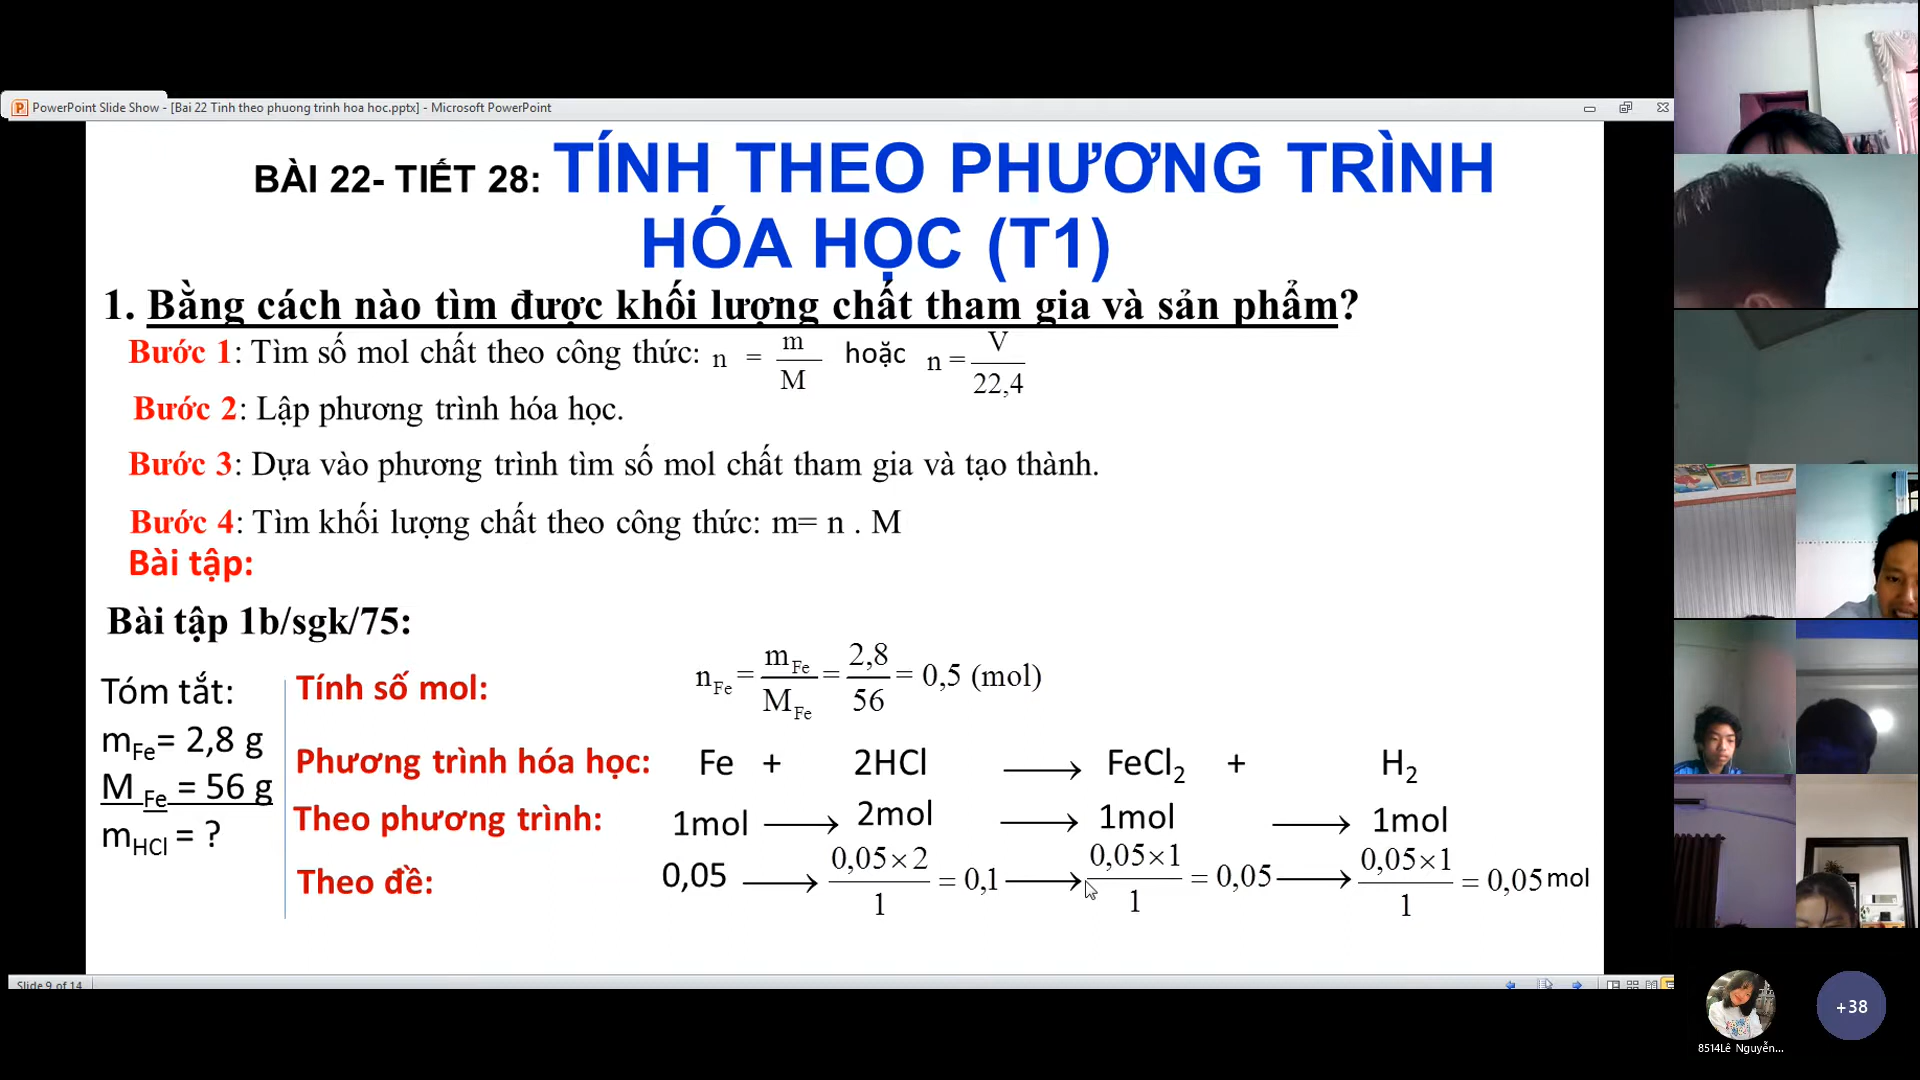 PowerPoint Slide Show - [Bai 22 Tinh theo phuong trinh hoa hoc.pptx] - Microsoft PowerPoint
BÀI 22- TIẾT 28: TÍNH THEO PHƯƠNG TRÌNH
HÓA HỌC (T1)
1. Bằng cách nào tìm được khối lượng chất tham gia và sản phẩm?
Bước 1: Tìm số mol chất theo công thức: n = m/M hoặc n = V/22,4
Bước 2: Lập phương trình hóa học.
Bước 3: Dựa vào phương trình tìm số mol chất tham gia và tạo thành.
Bước 4: Tìm khối lượng chất theo công thức: m= n . M
Bài tập:
Bài tập 1b/sgk/75:
Tóm tắt:
mFe= 2,8 g
M Fe = 56 g
mHCl = ?
Tính số mol: nFe = mFe/MFe = 2,8/56 = 0,5 (mol)
Phương trình hóa học: Fe + 2HCl ⟶ FeCl2 + H2
Theo phương trình: 1mol ⟶ 2mol ⟶ 1mol ⟶ 1mol
Theo đề: 0,05 ⟶ 0,05×2/1 = 0,1 ⟶ 0,05×1/1 = 0,05 ⟶ 0,05×1/1 = 0,05 mol
Slide 9 of 14
+38
8514Lê Nguyễn...